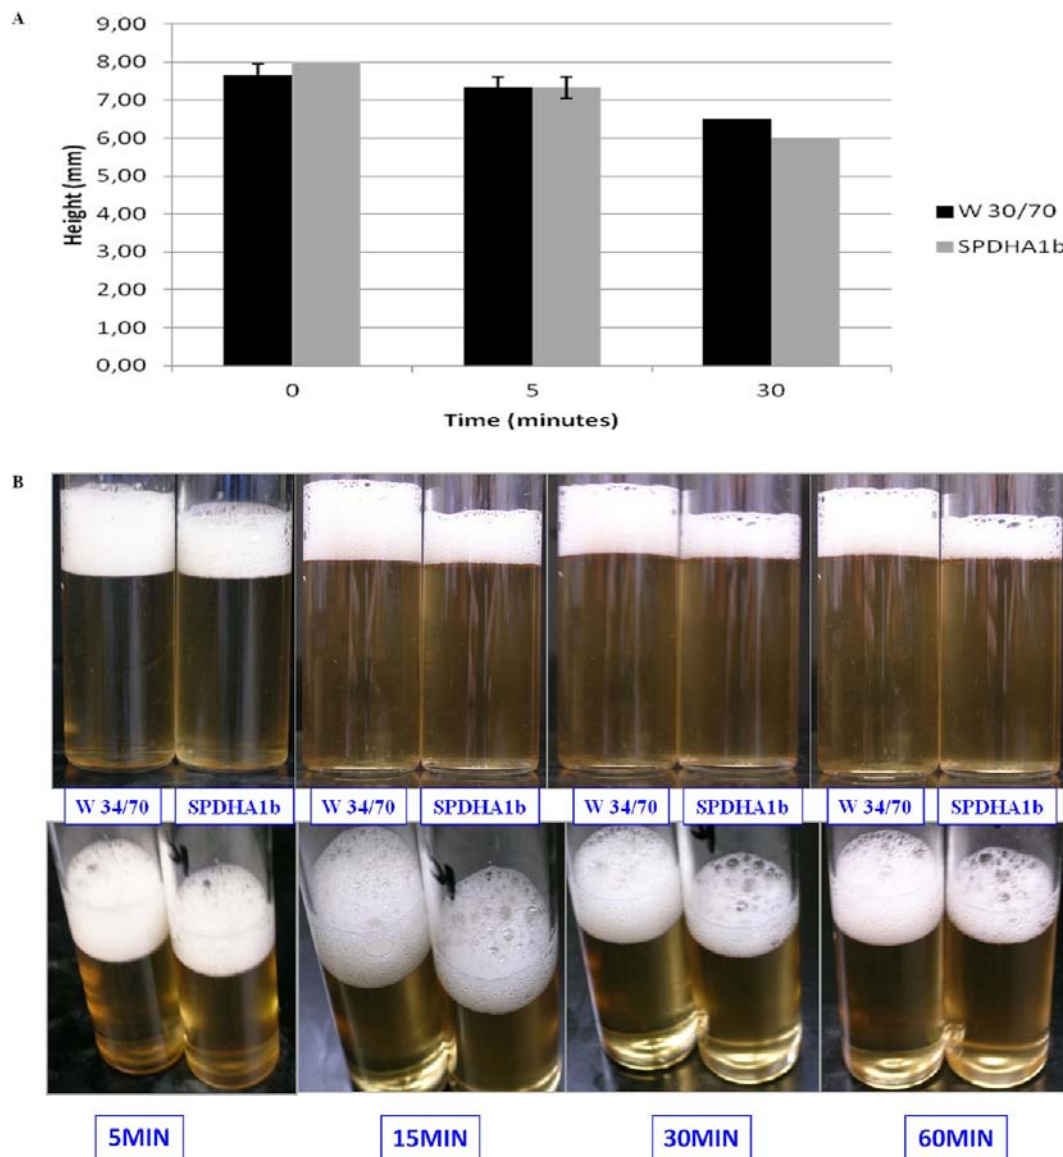 A
9,00
8,00
7,00
6,00
5,00
4,00
3,00
2,00
1,00
0,00
Height (mm)
0 5 30
Time (minutes)
W 30/70
SPDHA1b
B
W 34/70 SPDHA1b W 34/70 SPDHA1b W 34/70 SPDHA1b W 34/70 SPDHA1b
5MIN 15MIN 30MIN 60MIN